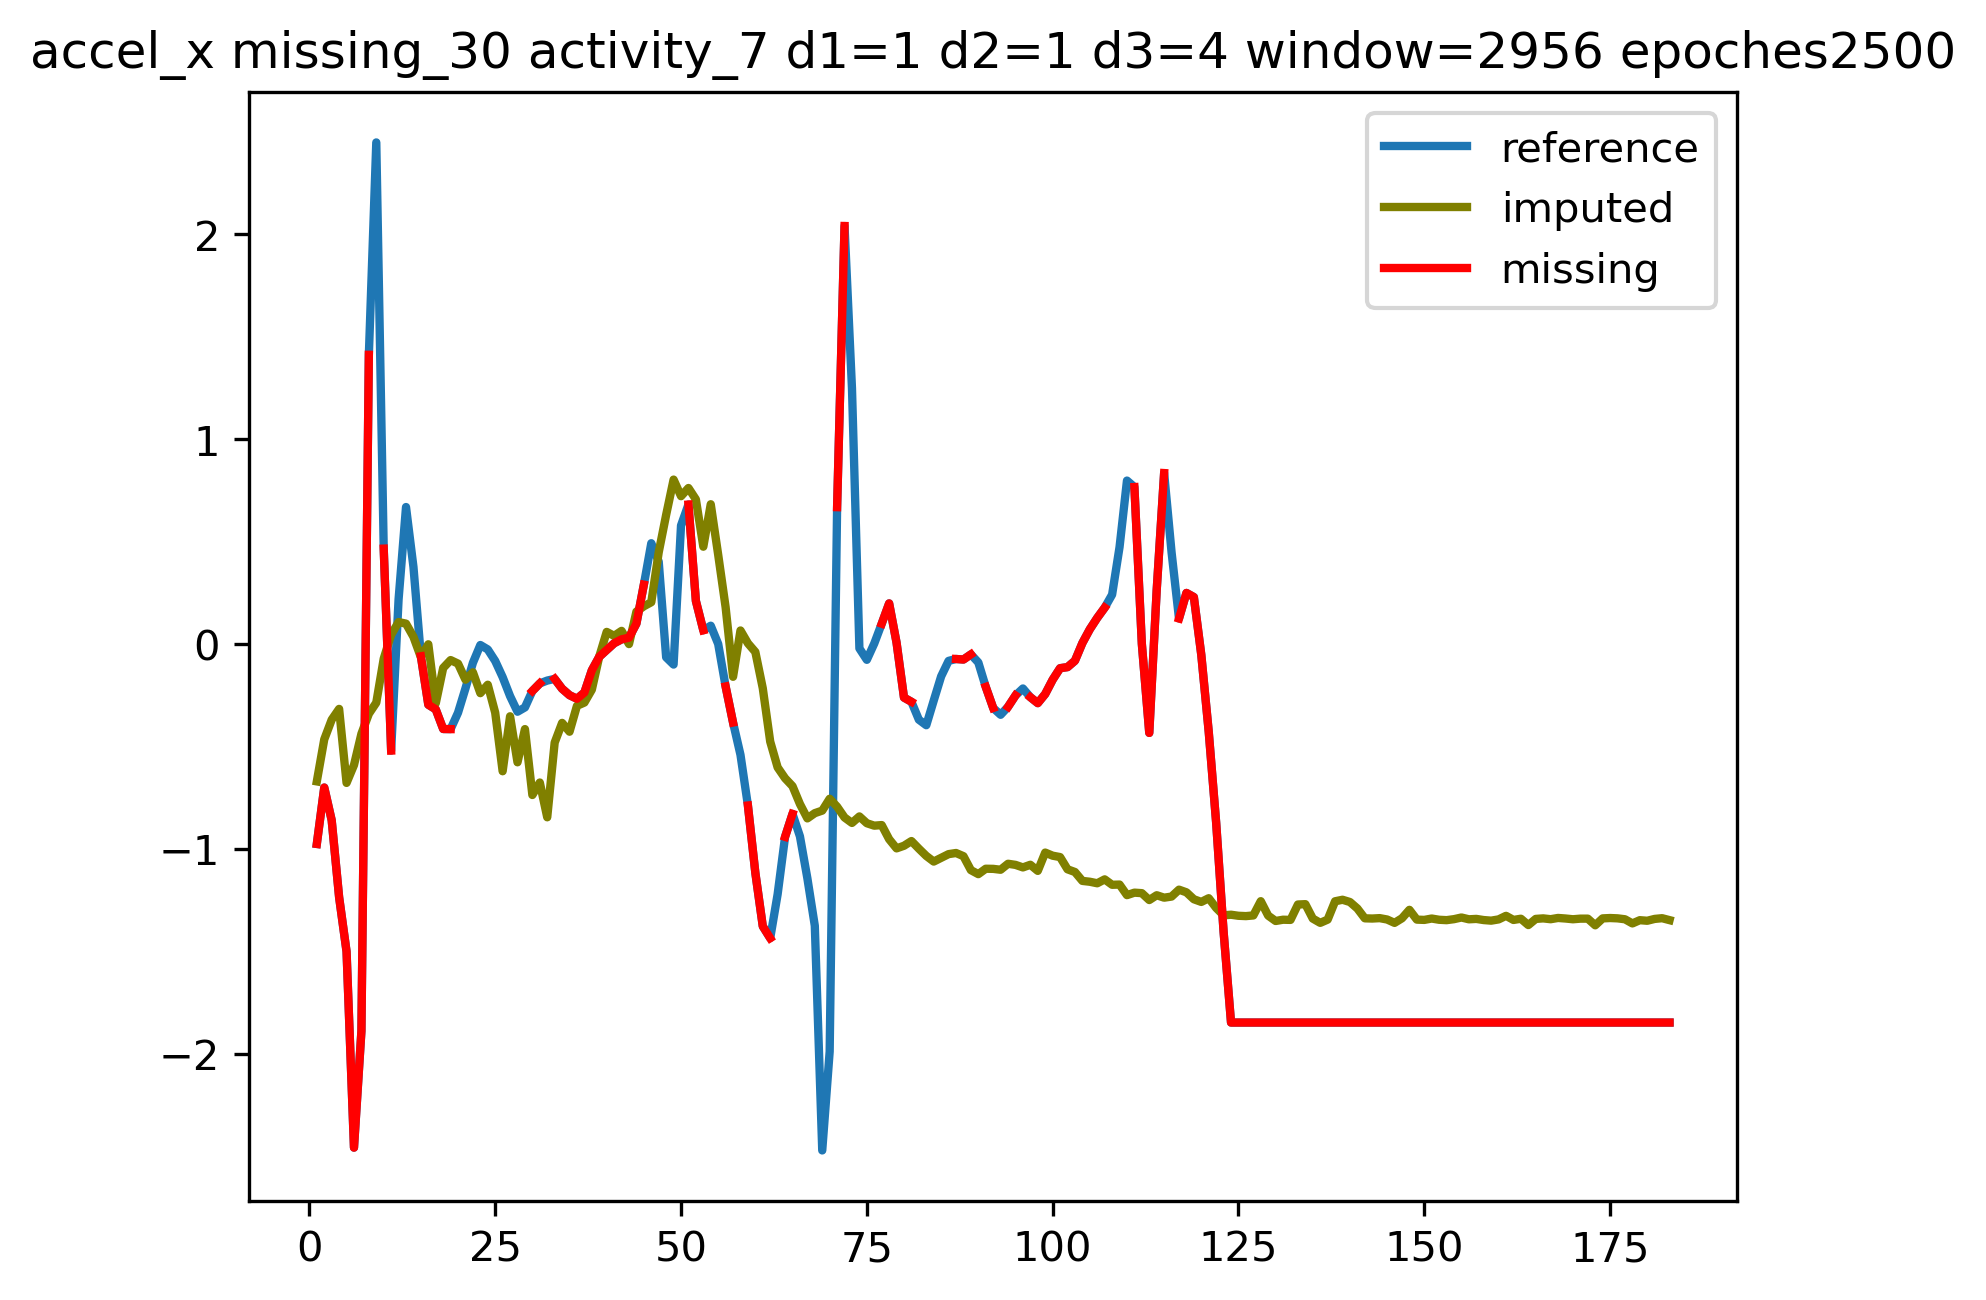 accel_x missing_30 activity_7 d1=1 d2=1 d3=4 window=2956 epoches2500
reference
imputed
missing
2
1
0
−1
−2
0 25 50 75 100 125 150 175